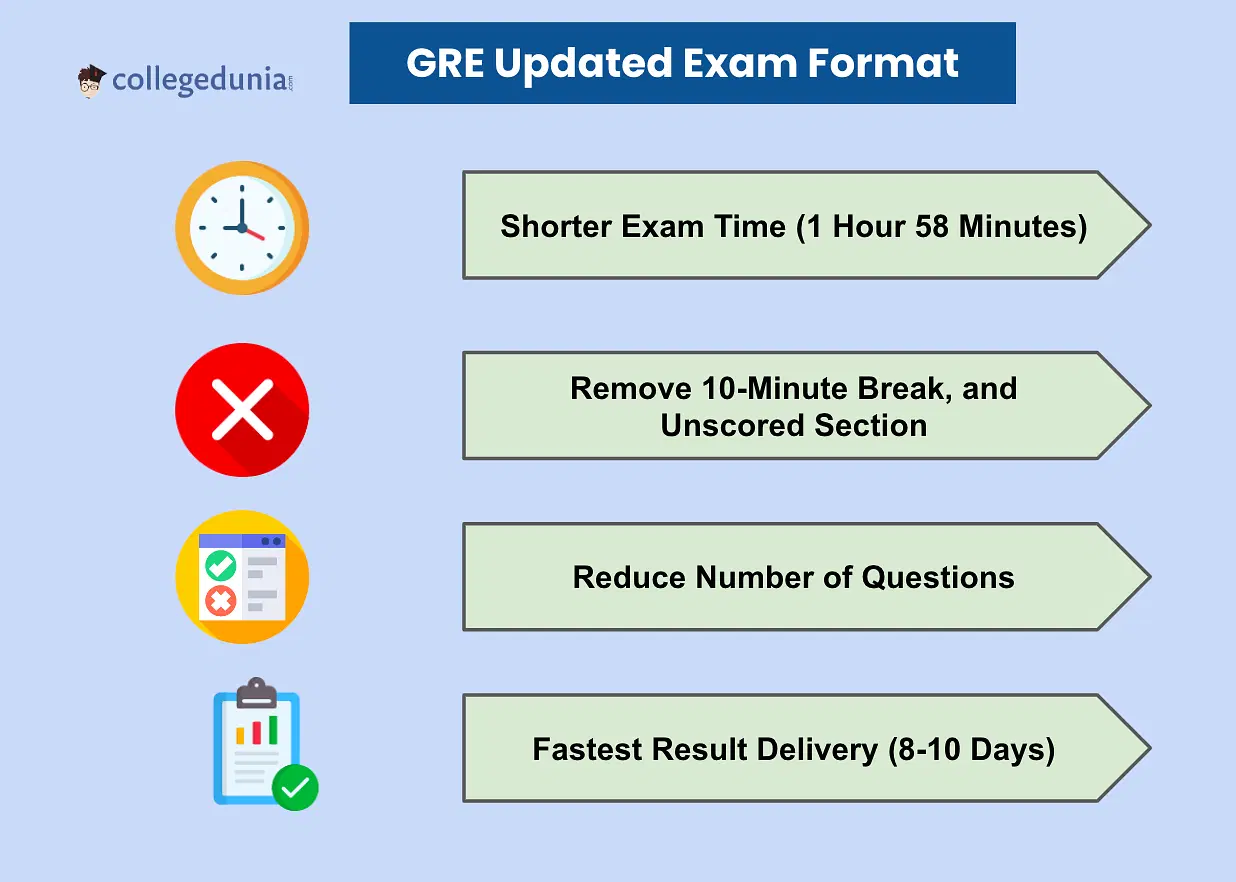 collegedunia.com
GRE Updated Exam Format
Shorter Exam Time (1 Hour 58 Minutes)
Remove 10-Minute Break, and
Unscored Section
Reduce Number of Questions
Fastest Result Delivery (8-10 Days)